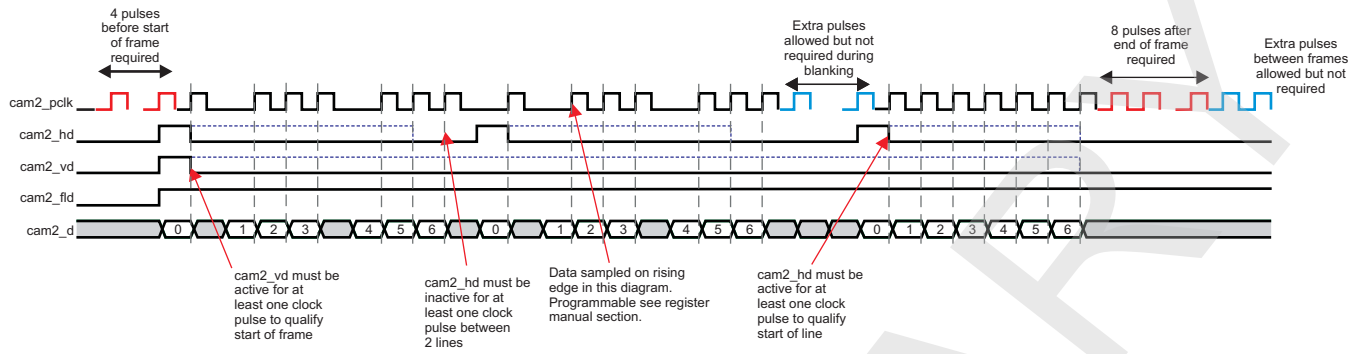 4 pulses
before start
of frame
required
Extra pulses
allowed but not
required during
blanking
8 pulses after
end of frame
required
Extra pulses
between frames
allowed but not
required
cam2_pclk
cam2_hd
cam2_vd
cam2_fld
cam2_d
0 1 2 3 4 5 6 0 1 2 3 4 5 6 0 1 2 3 4 5 6
cam2_vd must be
active for at
least one clock
pulse to qualify
start of frame
cam2_hd must be
inactive for at
least one clock
pulse between
2 lines
Data sampled on rising
edge in this diagram.
Programmable see register
manual section.
cam2_hd must be
active for at
least one clock
pulse to qualify
start of line